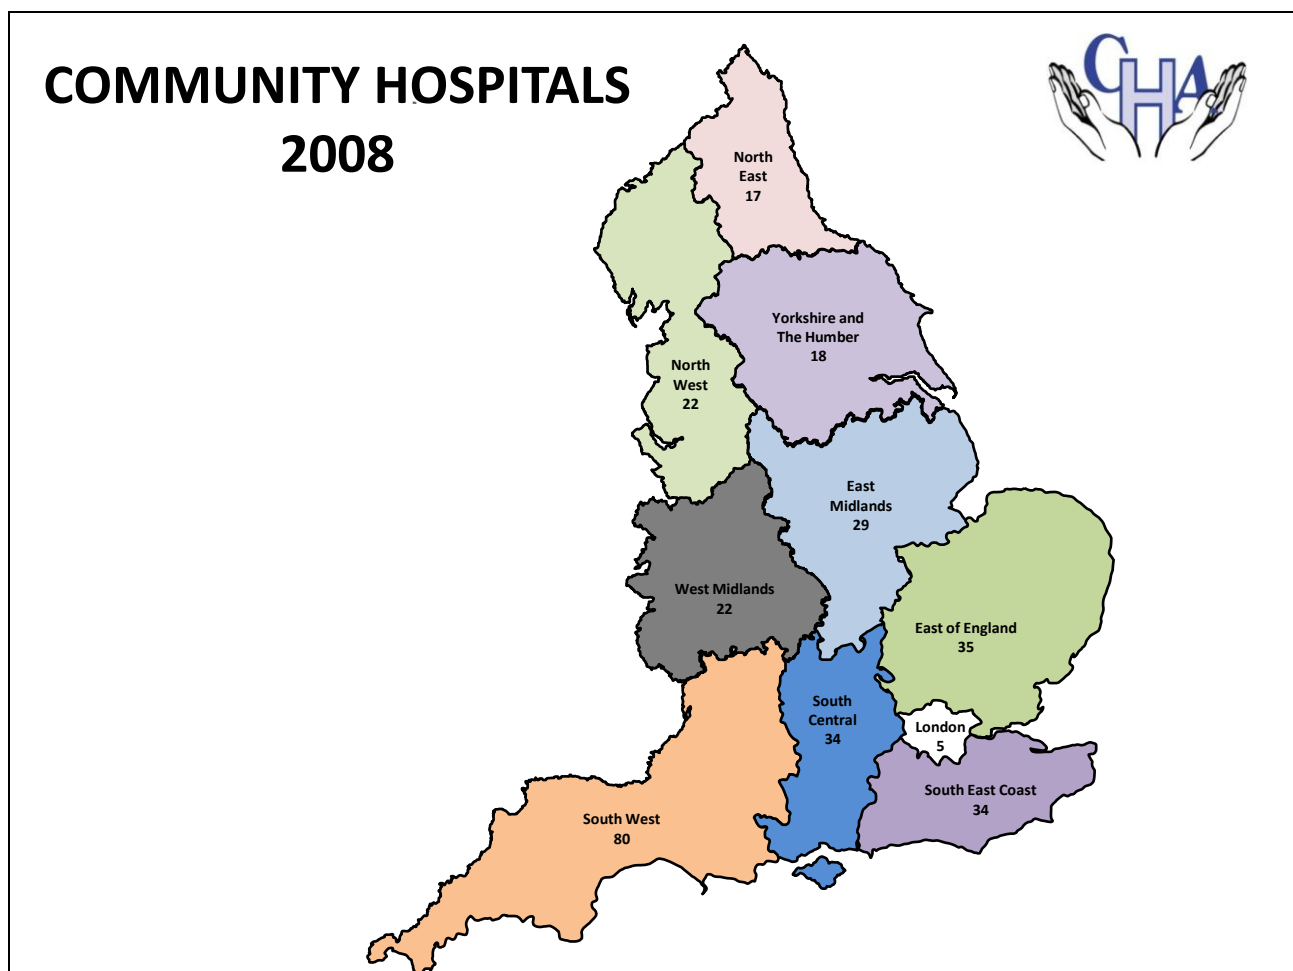 COMMUNITY HOSPITALS
2008
CHA
North
East
17
Yorkshire and
The Humber
18
North
West
22
East
Midlands
29
West Midlands
22
East of England
35
South
Central
34
London
5
South East Coast
34
South West
80